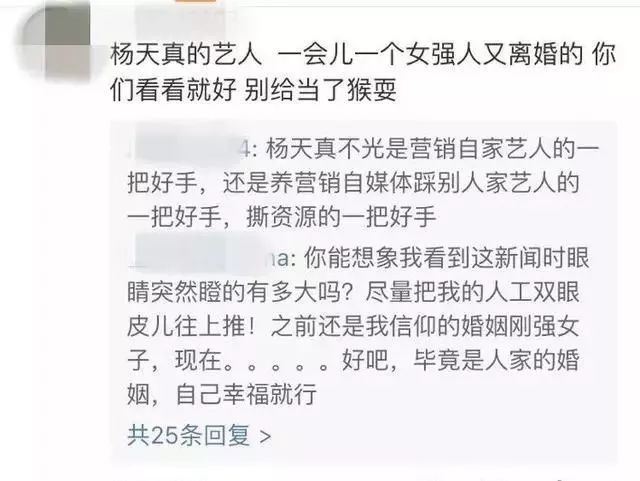 杨天真的艺人 一会儿一个女强人又离婚的 你
们看看就好 别给当了猴耍
4: 杨天真不光是营销自家艺人的一
把好手，还是养营销自媒体踩别人家艺人的
一把好手，撕资源的一把好手
na: 你能想象我看到这新闻时眼
睛突然瞪的有多大吗？尽量把我的人工双眼
皮儿往上推！之前还是我信仰的婚姻刚强女
子，现在。。。。。好吧，毕竟是人家的婚
姻，自己幸福就行
共25条回复 >